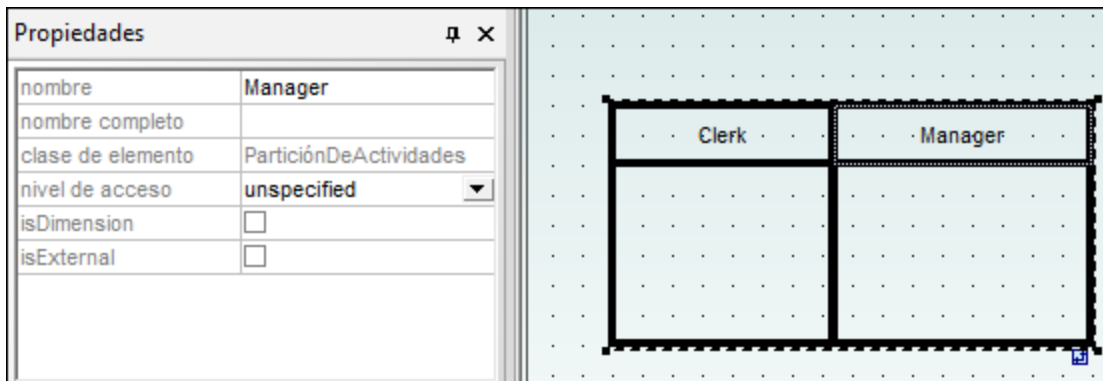 Propiedades
nombre Manager
nombre completo
clase de elemento ParticiónDeActividades
nivel de acceso unspecified
isDimension
isExternal
Clerk Manager